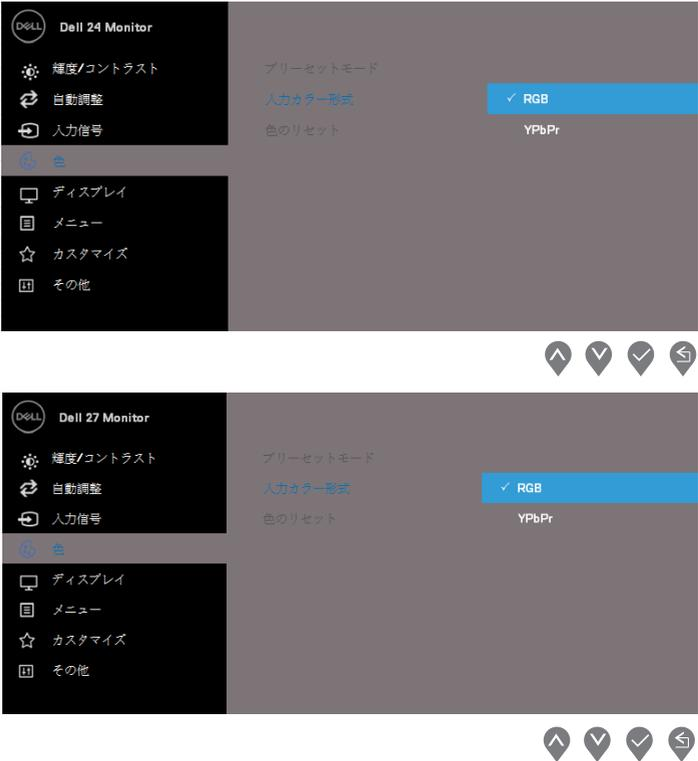 DELL
Dell 24 Monitor
輝度/コントラスト
プリーセットモード
自動調整
入力カラー形式
✓ RGB
入力信号
色のリセット
YPbPr
色
ディスプレイ
メニュー
カスタマイズ
その他
DELL
Dell 27 Monitor
輝度/コントラスト
プリーセットモード
自動調整
入力カラー形式
✓ RGB
入力信号
色のリセット
YPbPr
色
ディスプレイ
メニュー
カスタマイズ
その他